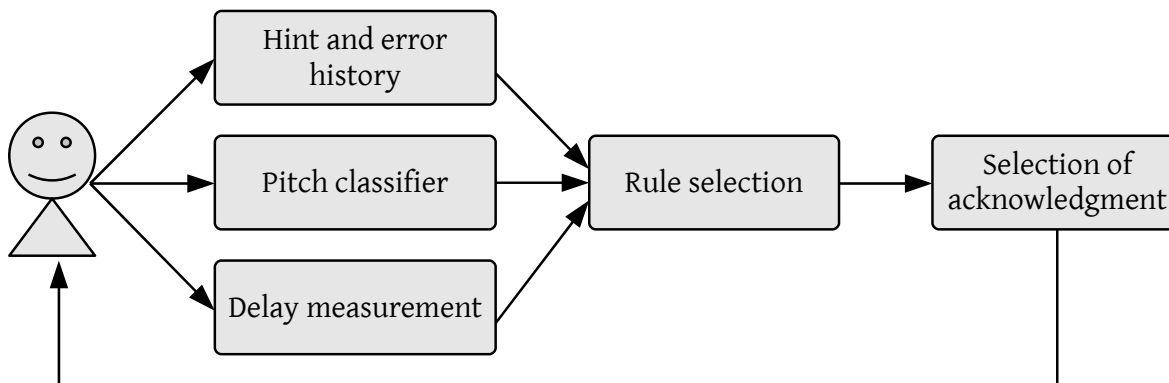 Hint and error
history
Pitch classifier
Delay measurement
Rule selection
Selection of
acknowledgment